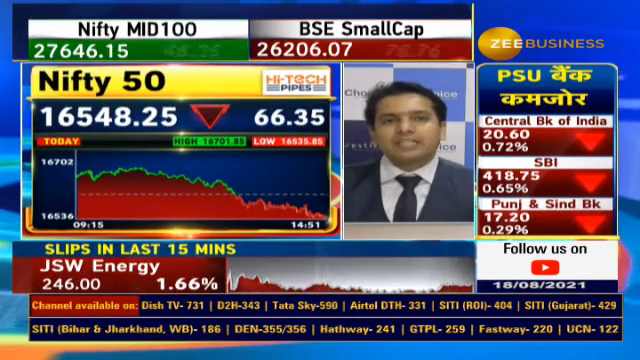 Nifty MID100
27646.15
BSE SmallCap
26206.07
ZEE BUSINESS
Nifty 50
HI-TECH
PIPES
16548.25
66.35
TODAY
HIGH 16701.85
LOW 16535.85
16702
16536
09:15
14:51
PSU बैंक
कमजोर
Central Bk of India
20.60
0.72%
SBI
418.75
0.65%
Punj & Sind Bk
17.20
0.29%
SLIPS IN LAST 15 MINS
JSW Energy
246.00 1.66%
Follow us on
18/08/2021
Channel available on: Dish TV- 731 | D2H-343 | Tata Sky-590 | Airtel DTH- 331 | SITI (ROI)- 404 | SITI (Gujarat)- 429
SITI (Bihar & Jharkhand, WB)- 186 | DEN-355/356 | Hathway- 241 | GTPL- 259 | Fastway- 220 | UCN- 122